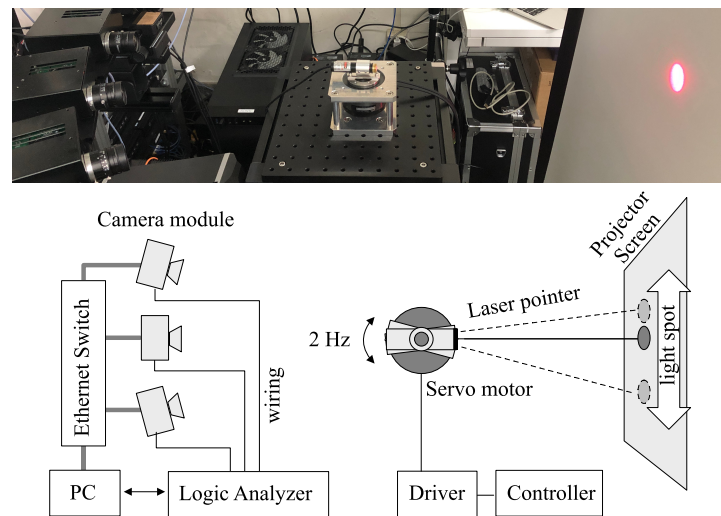 Camera module
Ethernet Switch
wiring
PC
Logic Analyzer
2 Hz
Laser pointer
Servo motor
Driver
Controller
Projector
Screen
light spot